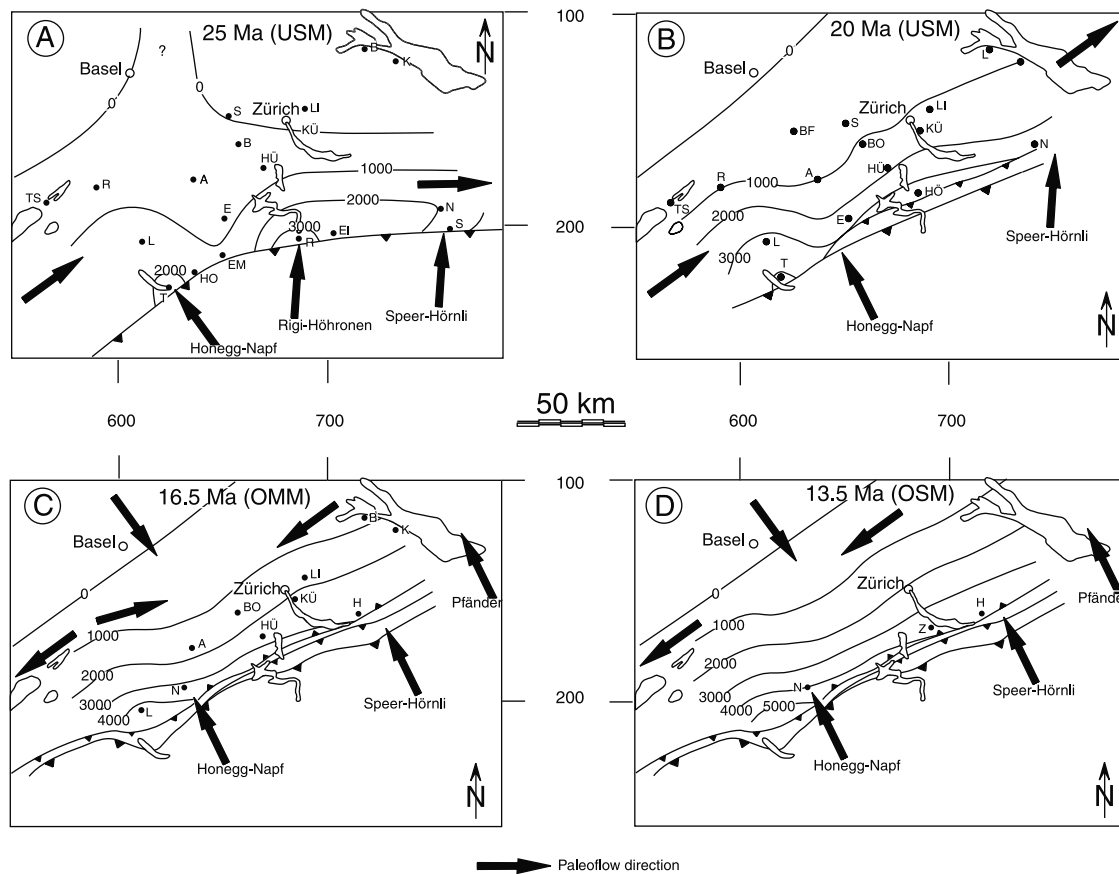 A
25 Ma (USM)
N
?
Basel
0
0
B
K
Zürich
S
LI
KÜ
B
HÜ
1000
A
R
TS
2000
N
E
3000
EI
S
R
L
EM
2000
HO
T
Speer-Hörnli
Rigi-Höhronen
Honegg-Napf
B
20 Ma (USM)
Basel
0
L
Zürich
LI
S
KÜ
BF
BO
N
HÜ
A
R
1000
HÖ
TS
2000
E
L
3000
T
Speer-Hörnli
Honegg-Napf
N
100
200
600
700
50 km
600
700
100
200
C
16.5 Ma (OMM)
B
K
Basel
Zürich
LI
0
KÜ
BO
H
Pfänder
1000
HÜ
A
2000
N
3000
L
4000
Speer-Hörnli
Honegg-Napf
N
D
13.5 Ma (OSM)
Basel
Zürich
0
H
Pfänder
1000
Z
2000
N
3000
5000
4000
Speer-Hörnli
Honegg-Napf
N
Paleoflow direction